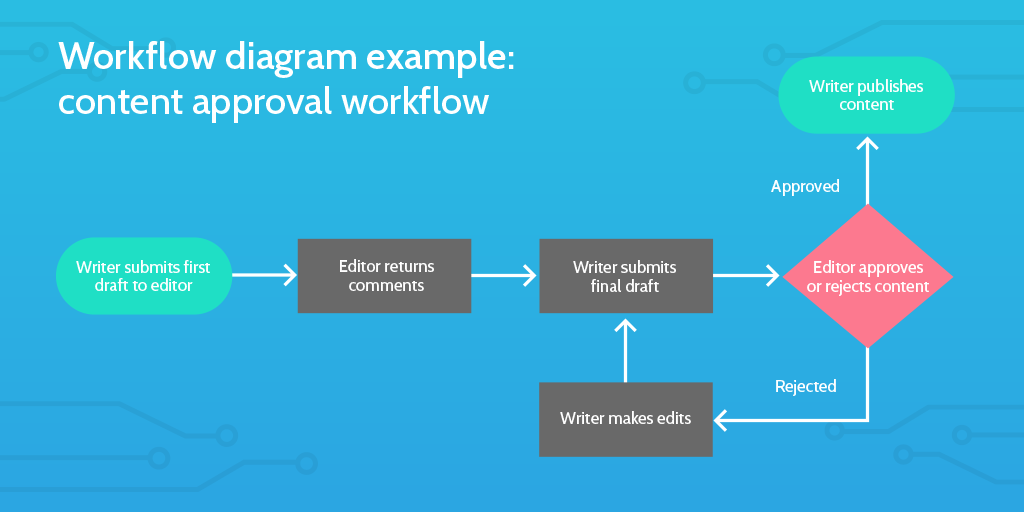 Workflow diagram example:
content approval workflow
Writer publishes
content
Approved
Writer submits first
draft to editor
Editor returns
comments
Writer submits
final draft
Editor approves
or rejects content
Rejected
Writer makes edits